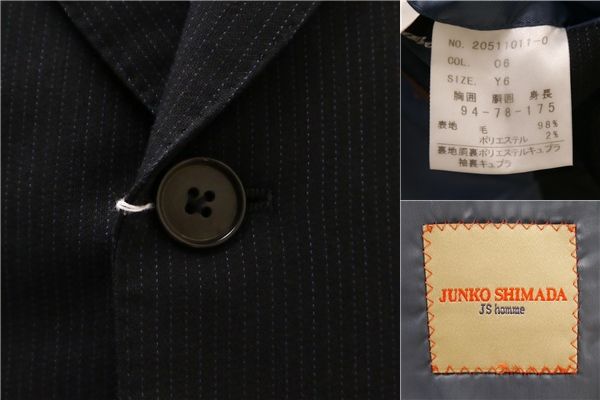 NO. 20511011-0
COL. 06
SIZE. Y6
胸囲 胴囲 身長
94-78-175
表地 毛 98%
ポリエステル 2%
裏地胴裏ポリエステルキュプラ
袖裏キュプラ
JUNKO SHIMADA
JS homme